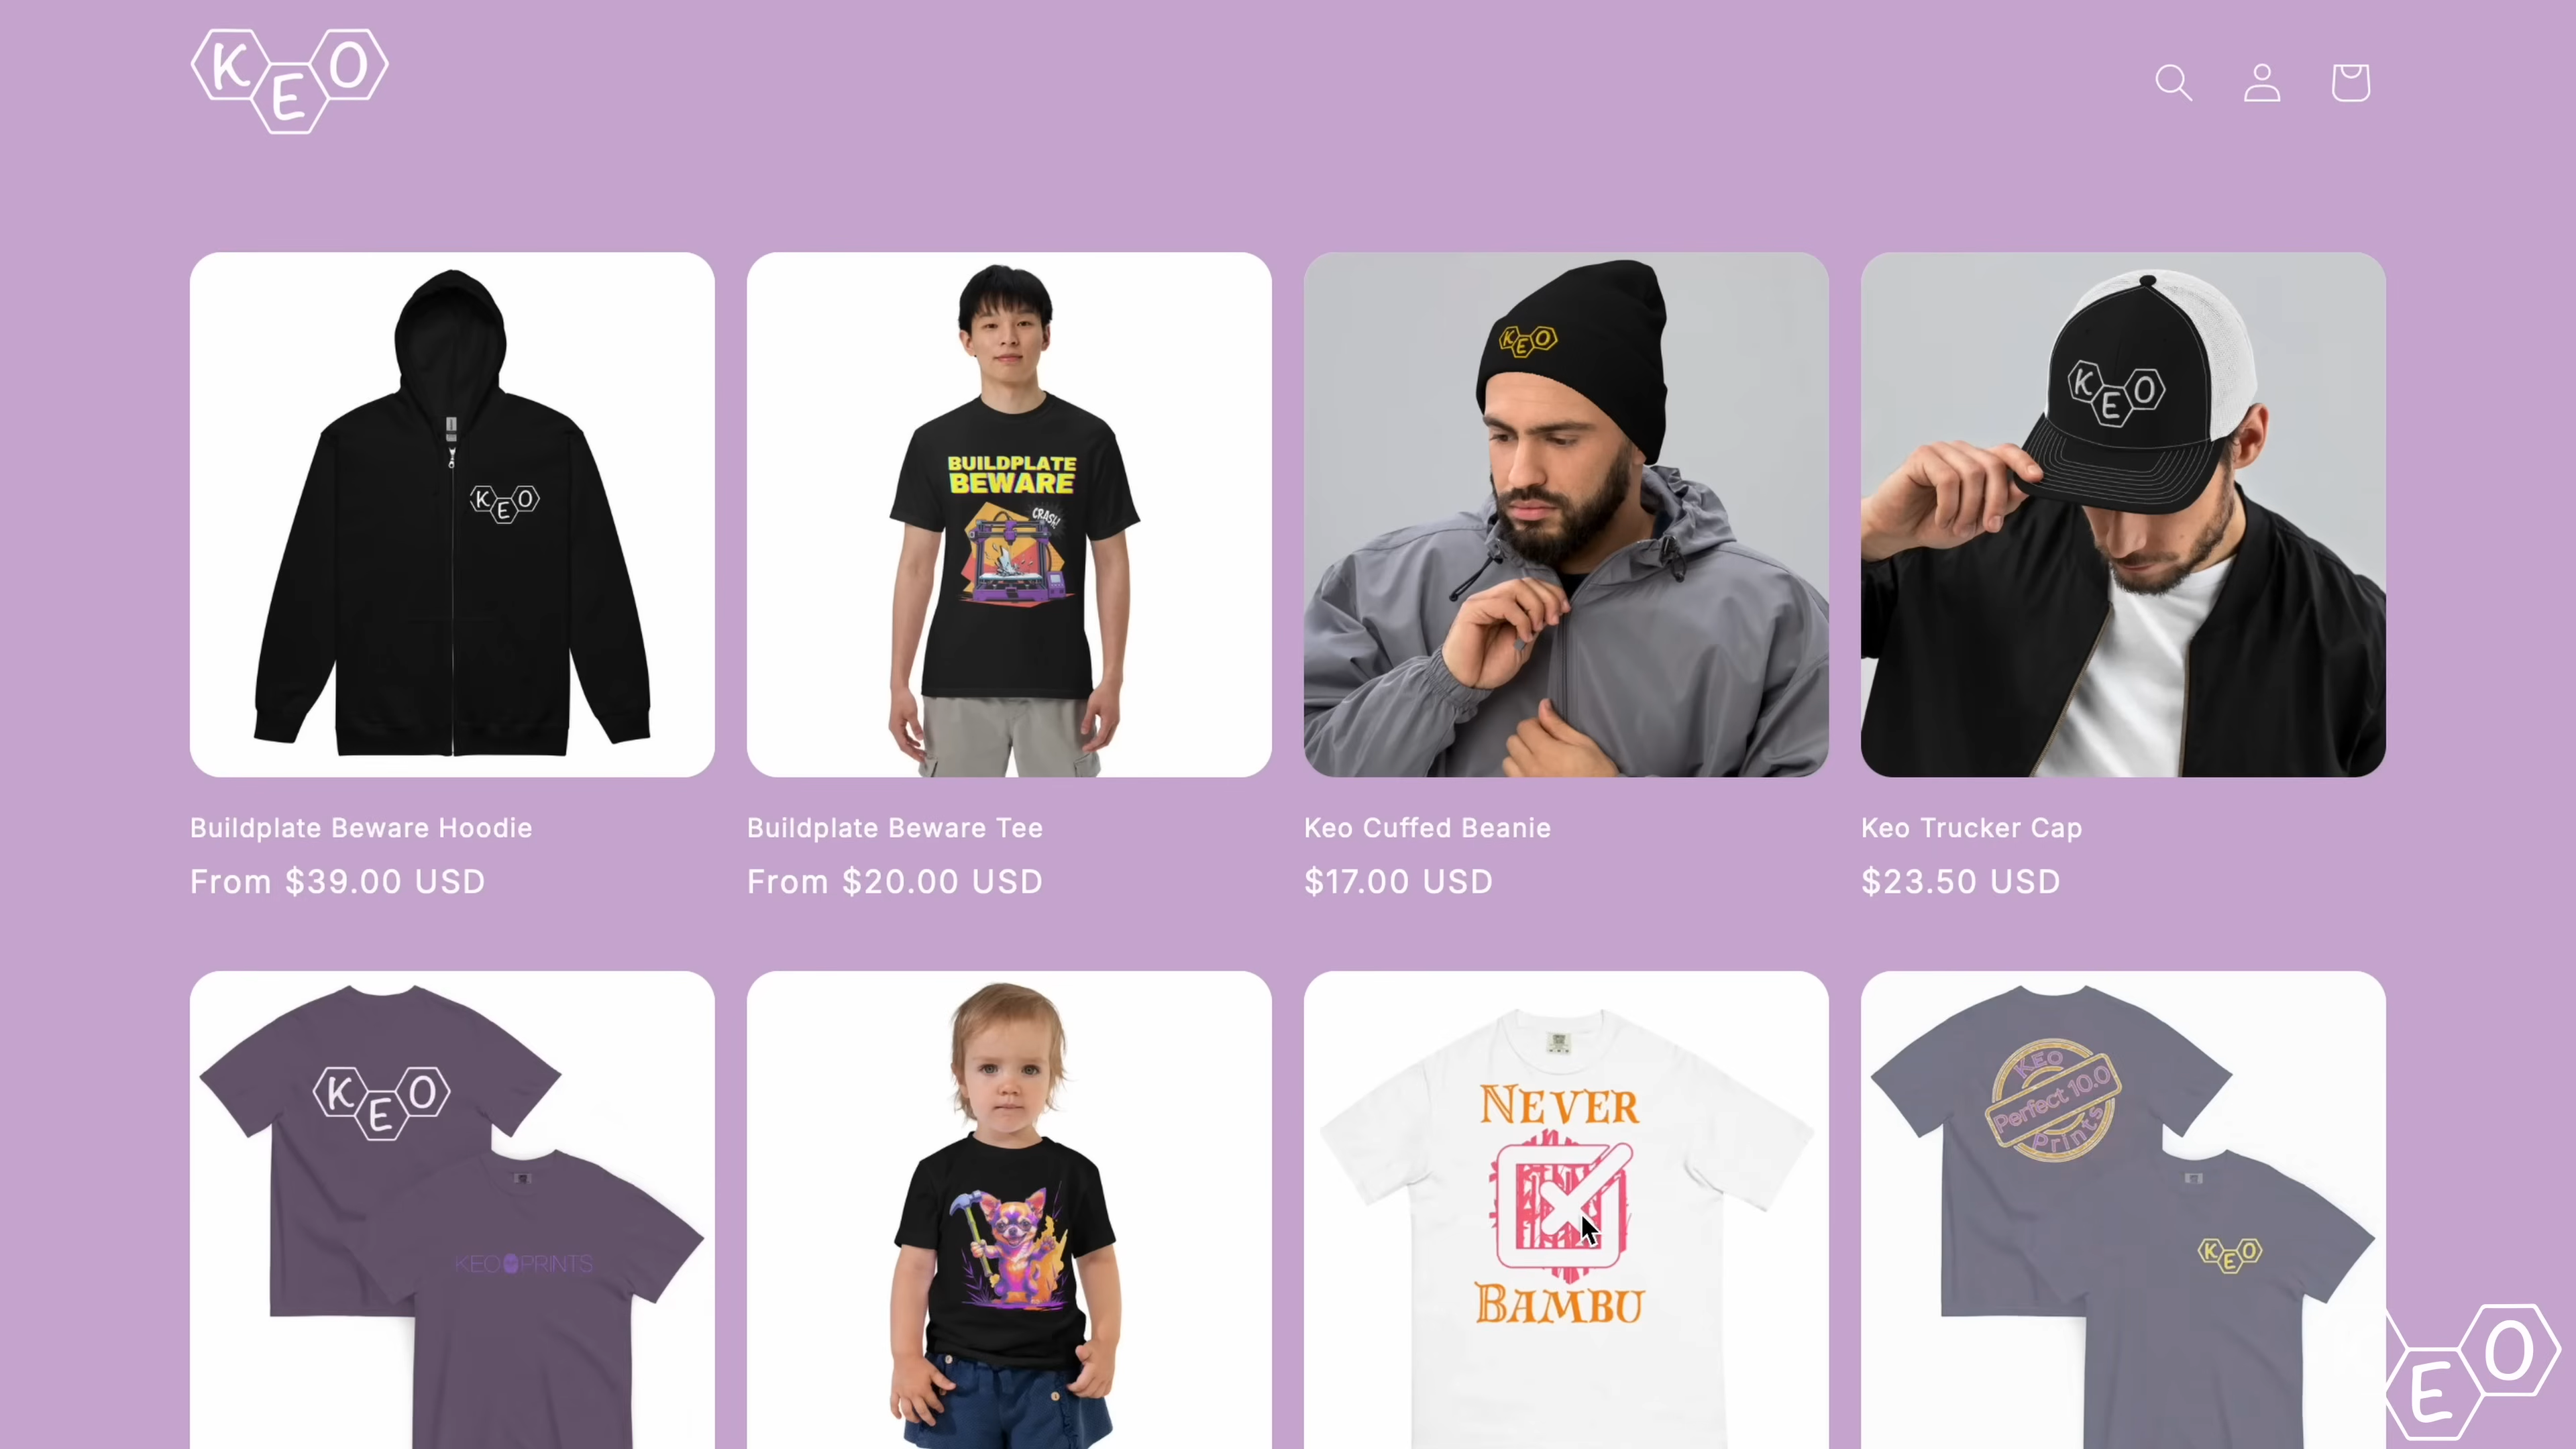 KEO
KEO
BUILDPLATE
BEWARE
CRASH!
KEO
KEO
Buildplate Beware Hoodie
Buildplate Beware Tee
Keo Cuffed Beanie
Keo Trucker Cap
From $39.00 USD
From $20.00 USD
$17.00 USD
$23.50 USD
KEO
KEO PRINTS
NEVER
BAMBU
KEO
Perfect 10.0
Prints
KEO
EO